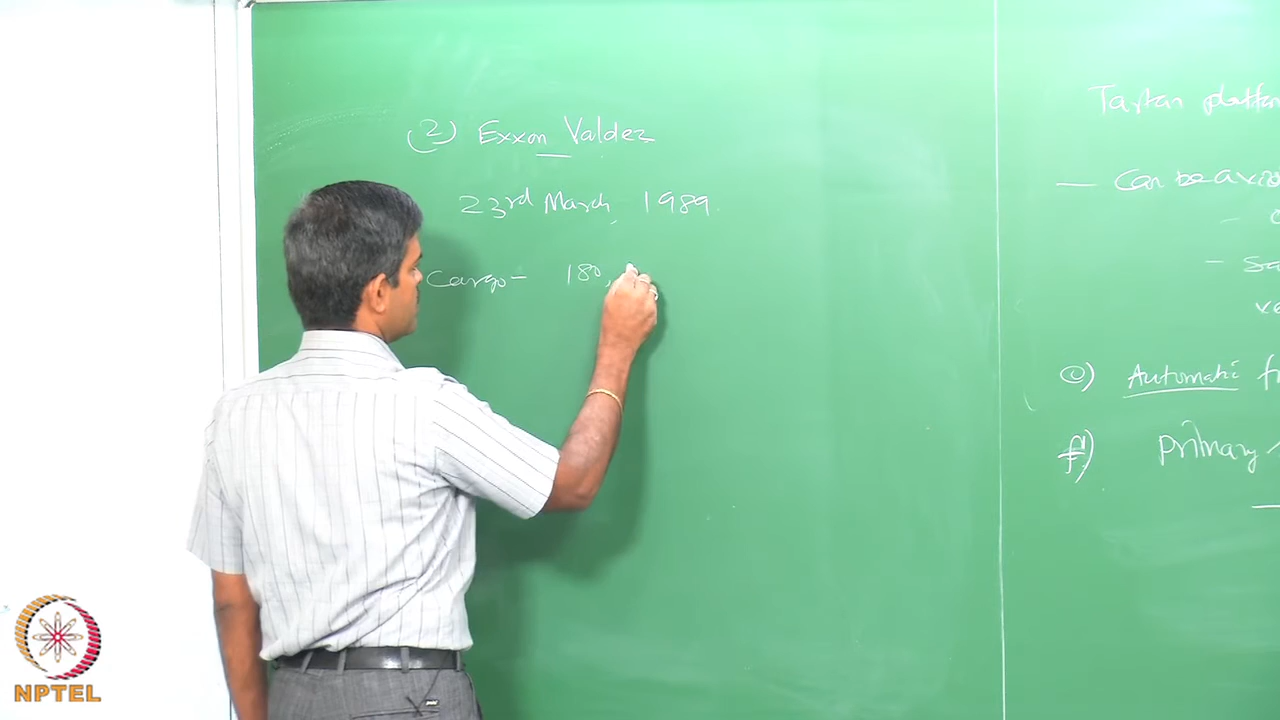 (2) Exxon Valdez
23rd March, 1989.
Cargo - 180,
Tartan
Can be
c) Automatic
f) Primary
NPTEL